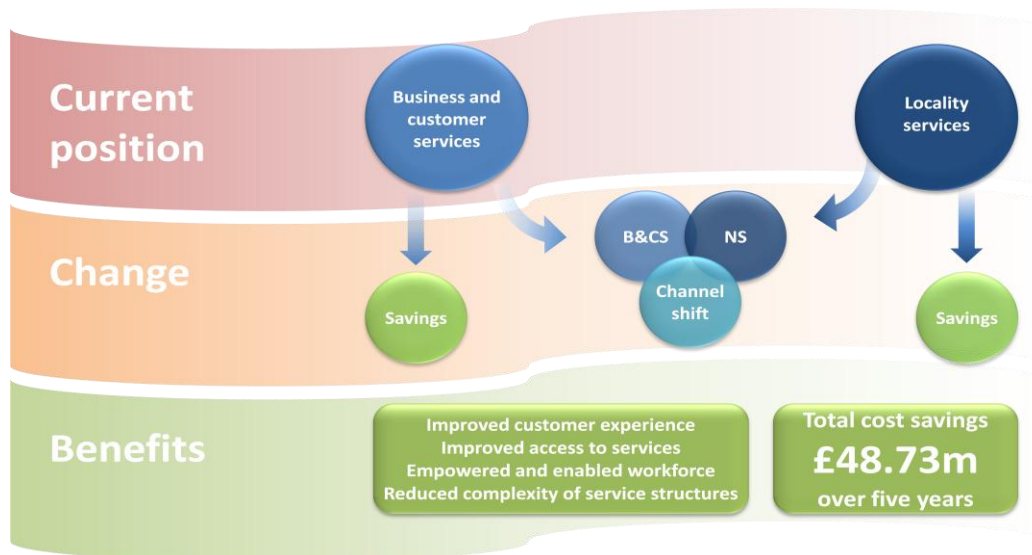 Current
position
Business and
customer
services
Locality
services
Change
B&CS
NS
Channel
shift
Savings
Savings
Benefits
Improved customer experience
Improved access to services
Empowered and enabled workforce
Reduced complexity of service structures
Total cost savings
£48.73m
over five years